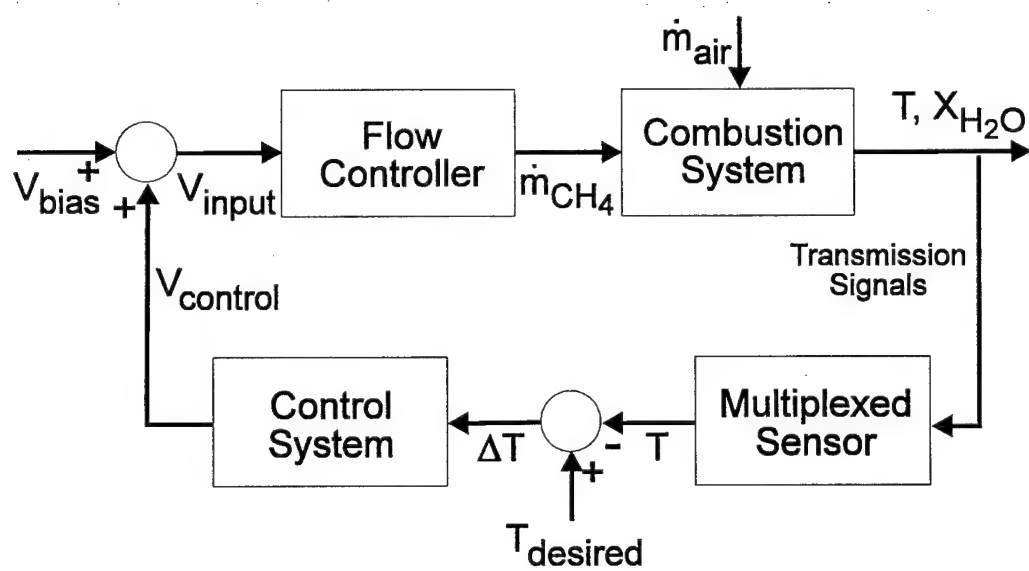 ṁair
T, XH2O
Flow
Controller
Combustion
System
+
Vbias
+
Vinput
ṁCH4
Transmission
Signals
Vcontrol
Control
System
Multiplexed
Sensor
ΔT
-
T
+
Tdesired